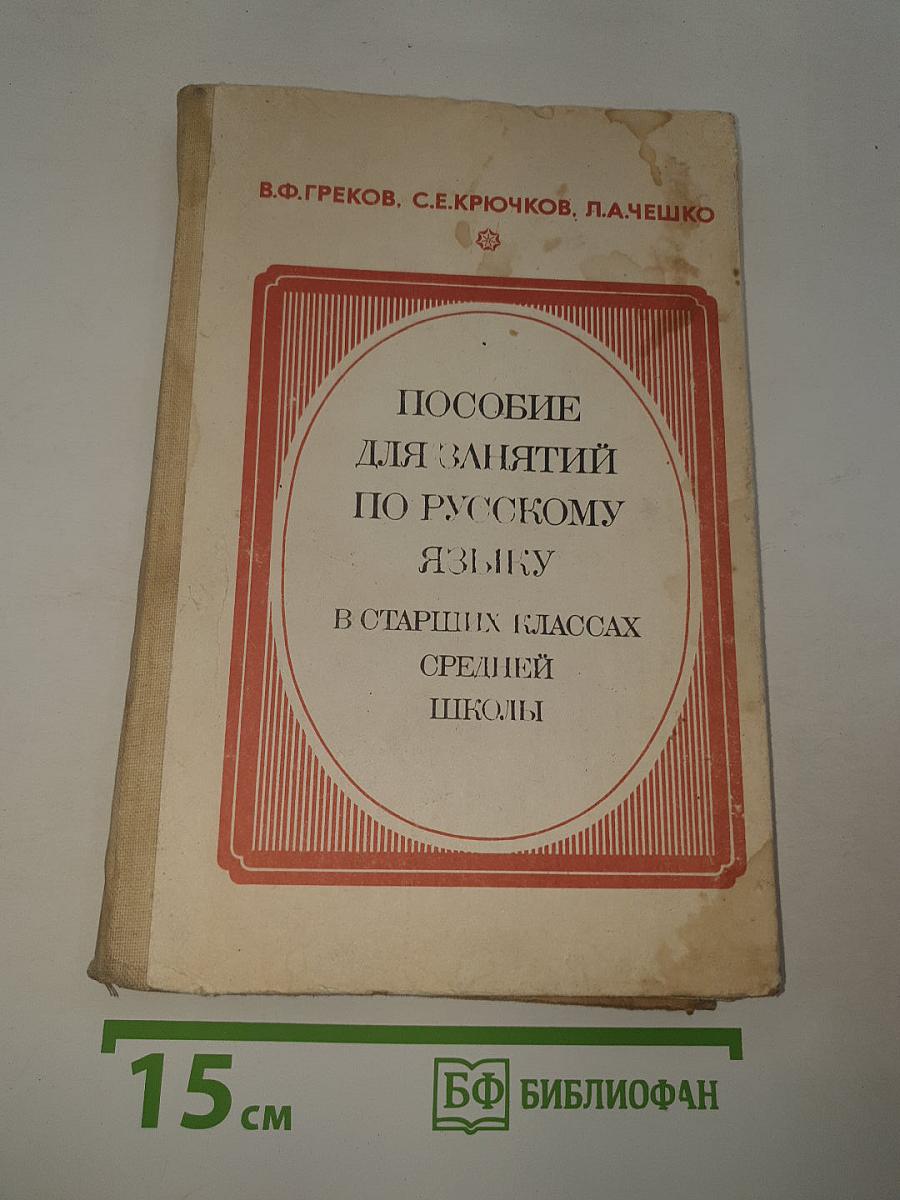 В.Ф.ГРЕКОВ, С.Е.КРЮЧКОВ, Л.А.ЧЕШКО
ПОСОБИЕ
ДЛЯ ЗАНЯТИЙ
ПО РУССКОМУ
ЯЗЫКУ
В СТАРШИХ КЛАССАХ
СРЕДНЕЙ
ШКОЛЫ
15 см
БФ БИБЛИОФАН